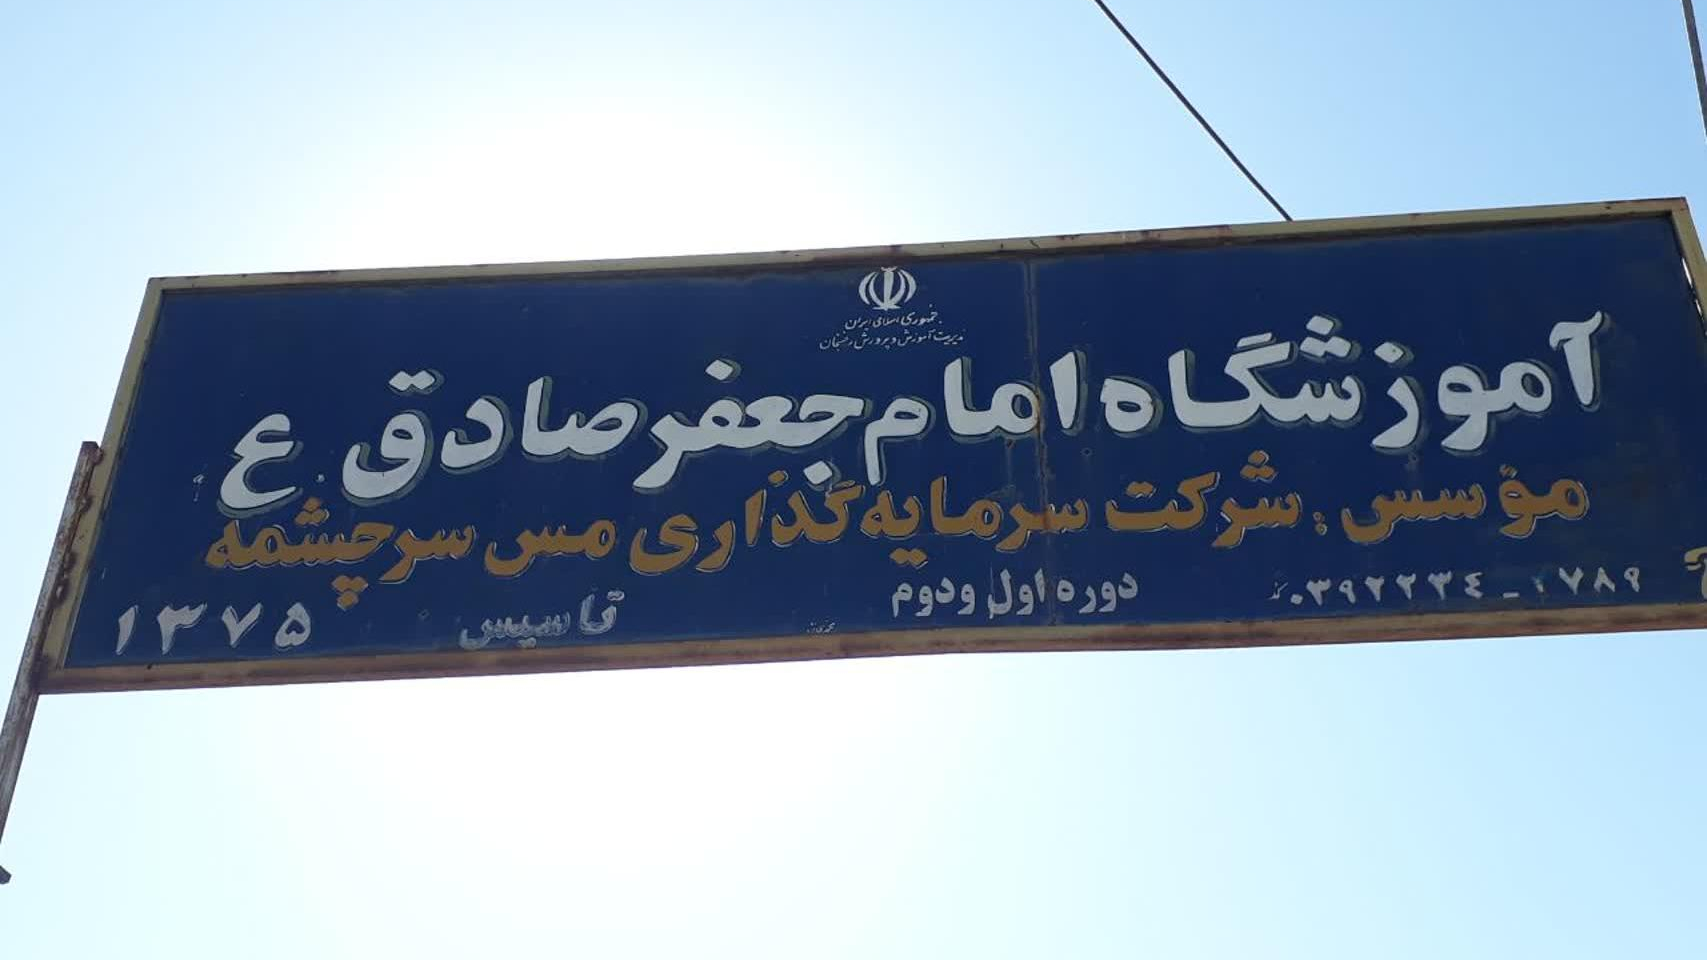 جمهوری اسلامی ایران
مدیریت آموزش و پرورش رفسنجان
آموزشگاه امام جعفر صادق ع
مؤسس : شرکت سرمایه گذاری مس سرچشمه
دوره اول و دوم
تاسیس ۱۳۷۵